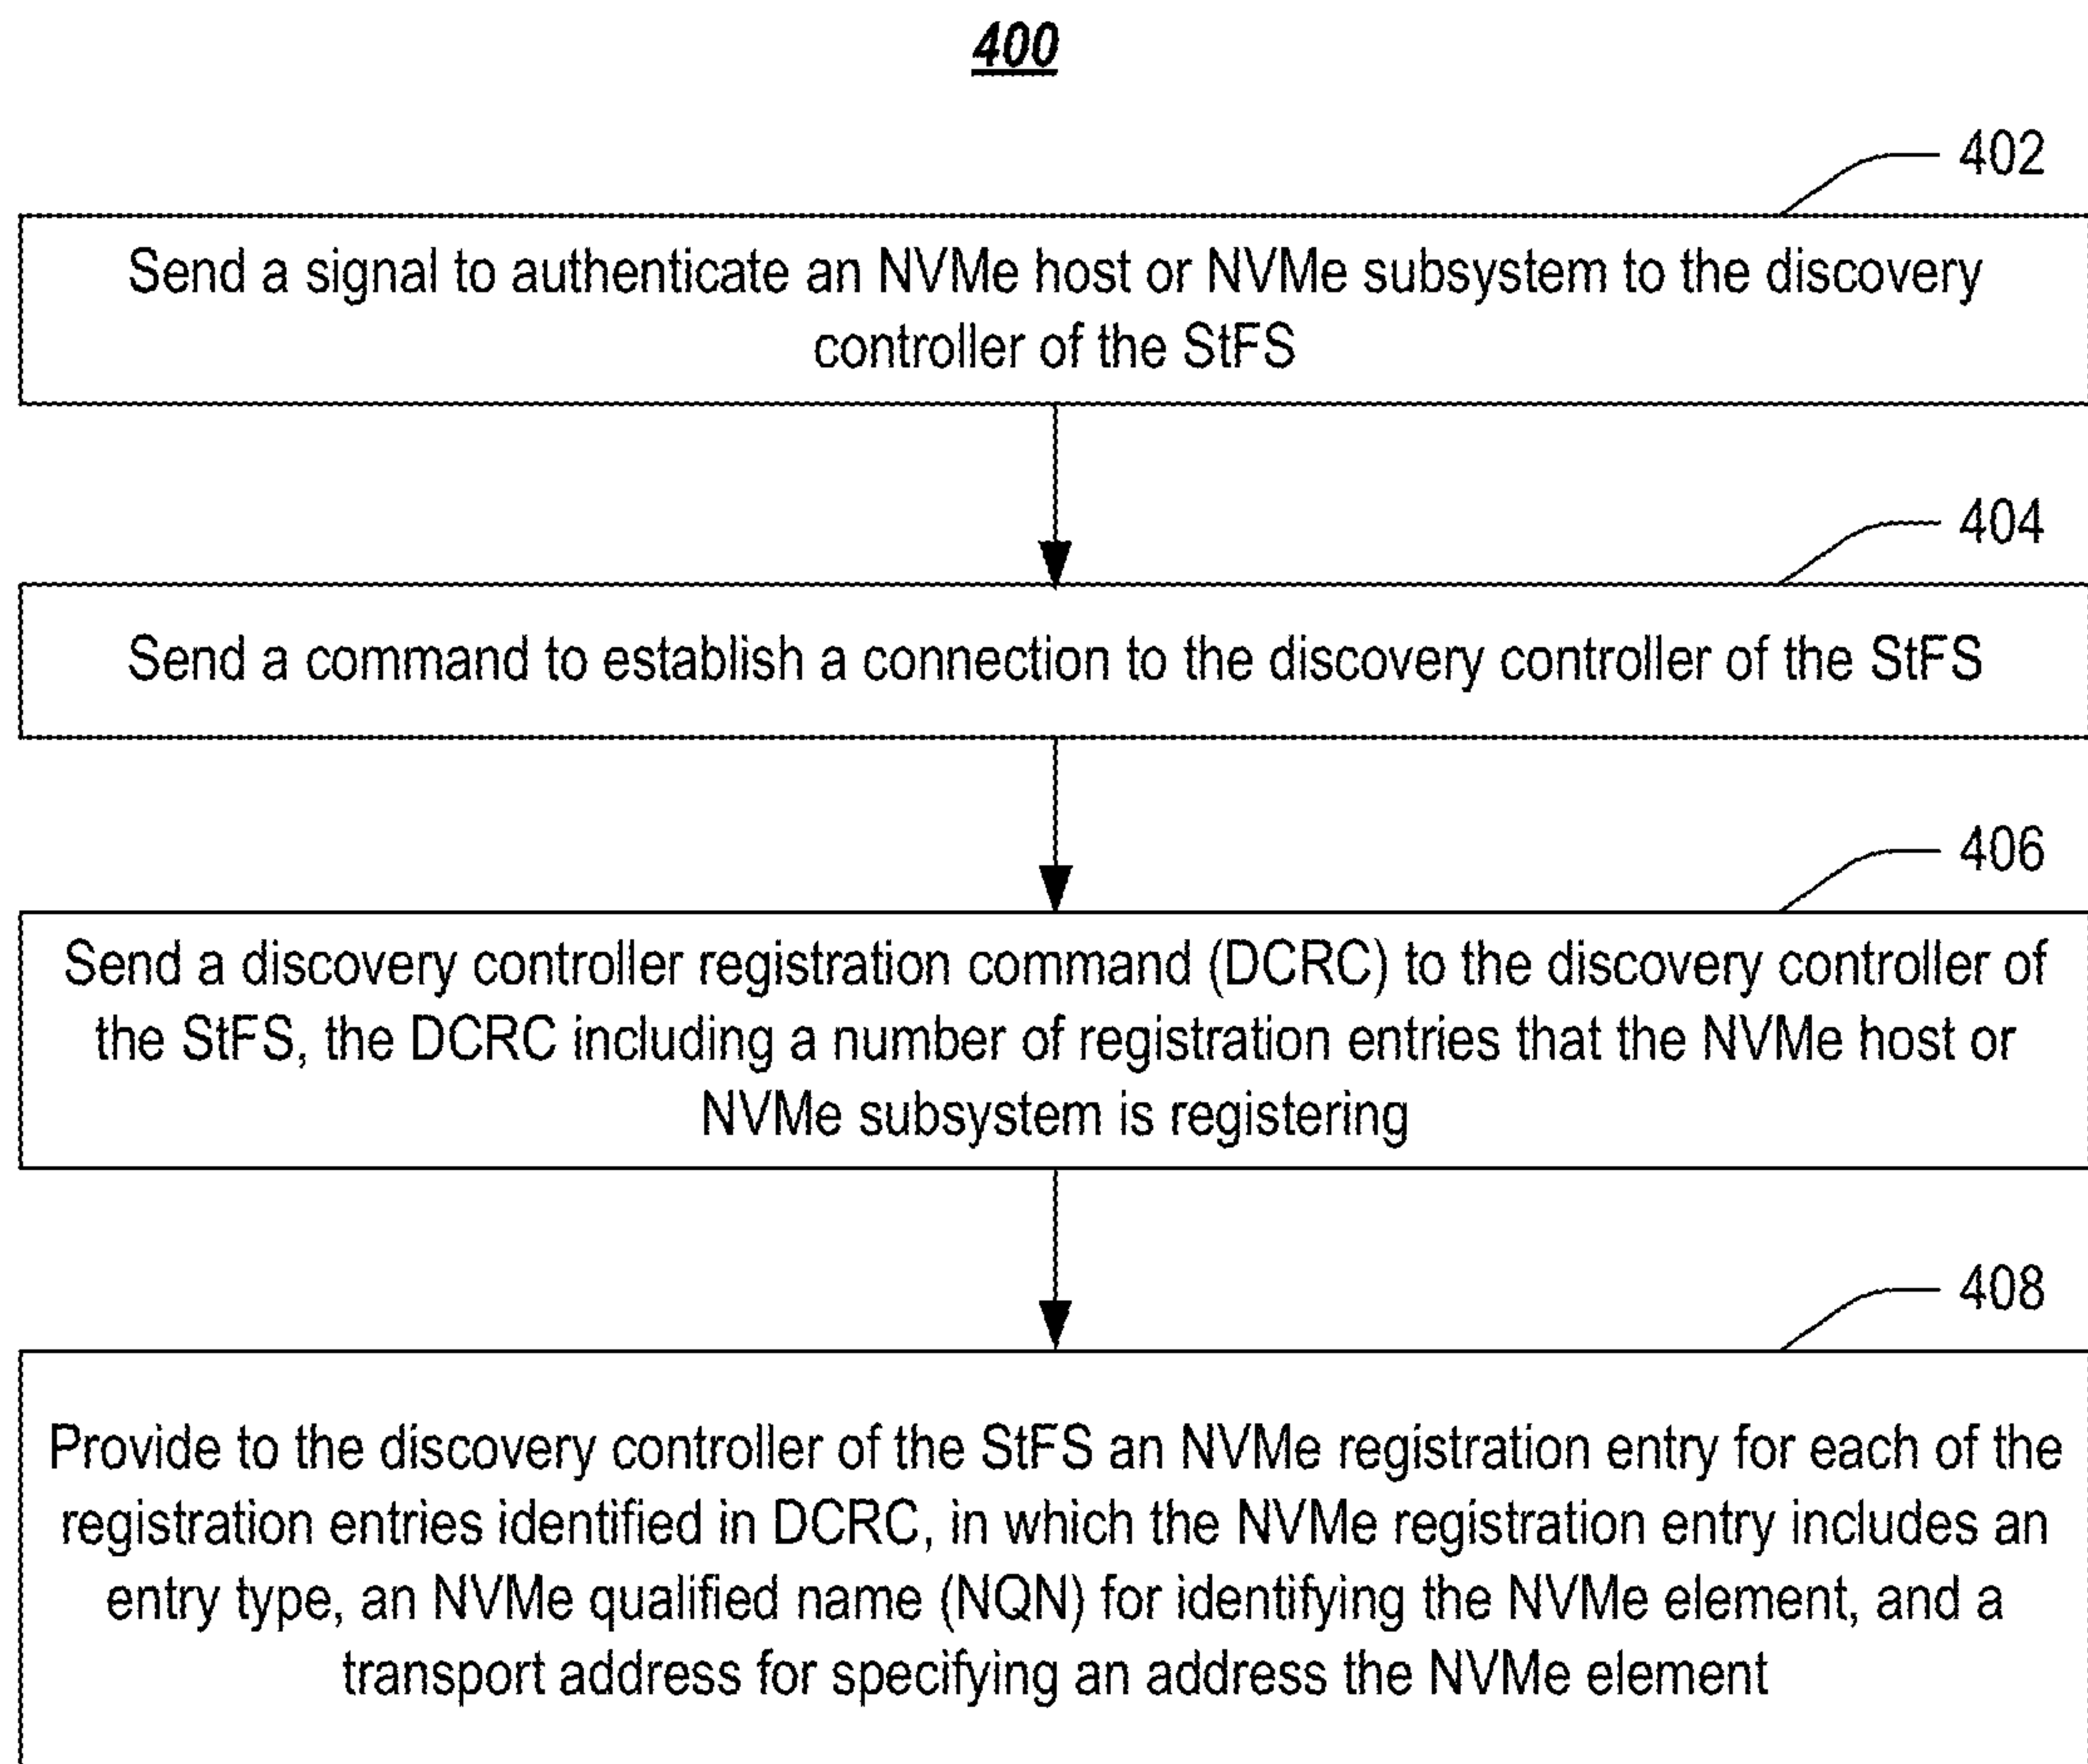 400
402
Send a signal to authenticate an NVMe host or NVMe subsystem to the discovery
controller of the StFS
404
Send a command to establish a connection to the discovery controller of the StFS
406
Send a discovery controller registration command (DCRC) to the discovery controller of
the StFS, the DCRC including a number of registration entries that the NVMe host or
NVMe subsystem is registering
408
Provide to the discovery controller of the StFS an NVMe registration entry for each of the
registration entries identified in DCRC, in which the NVMe registration entry includes an
entry type, an NVMe qualified name (NQN) for identifying the NVMe element, and a
transport address for specifying an address the NVMe element